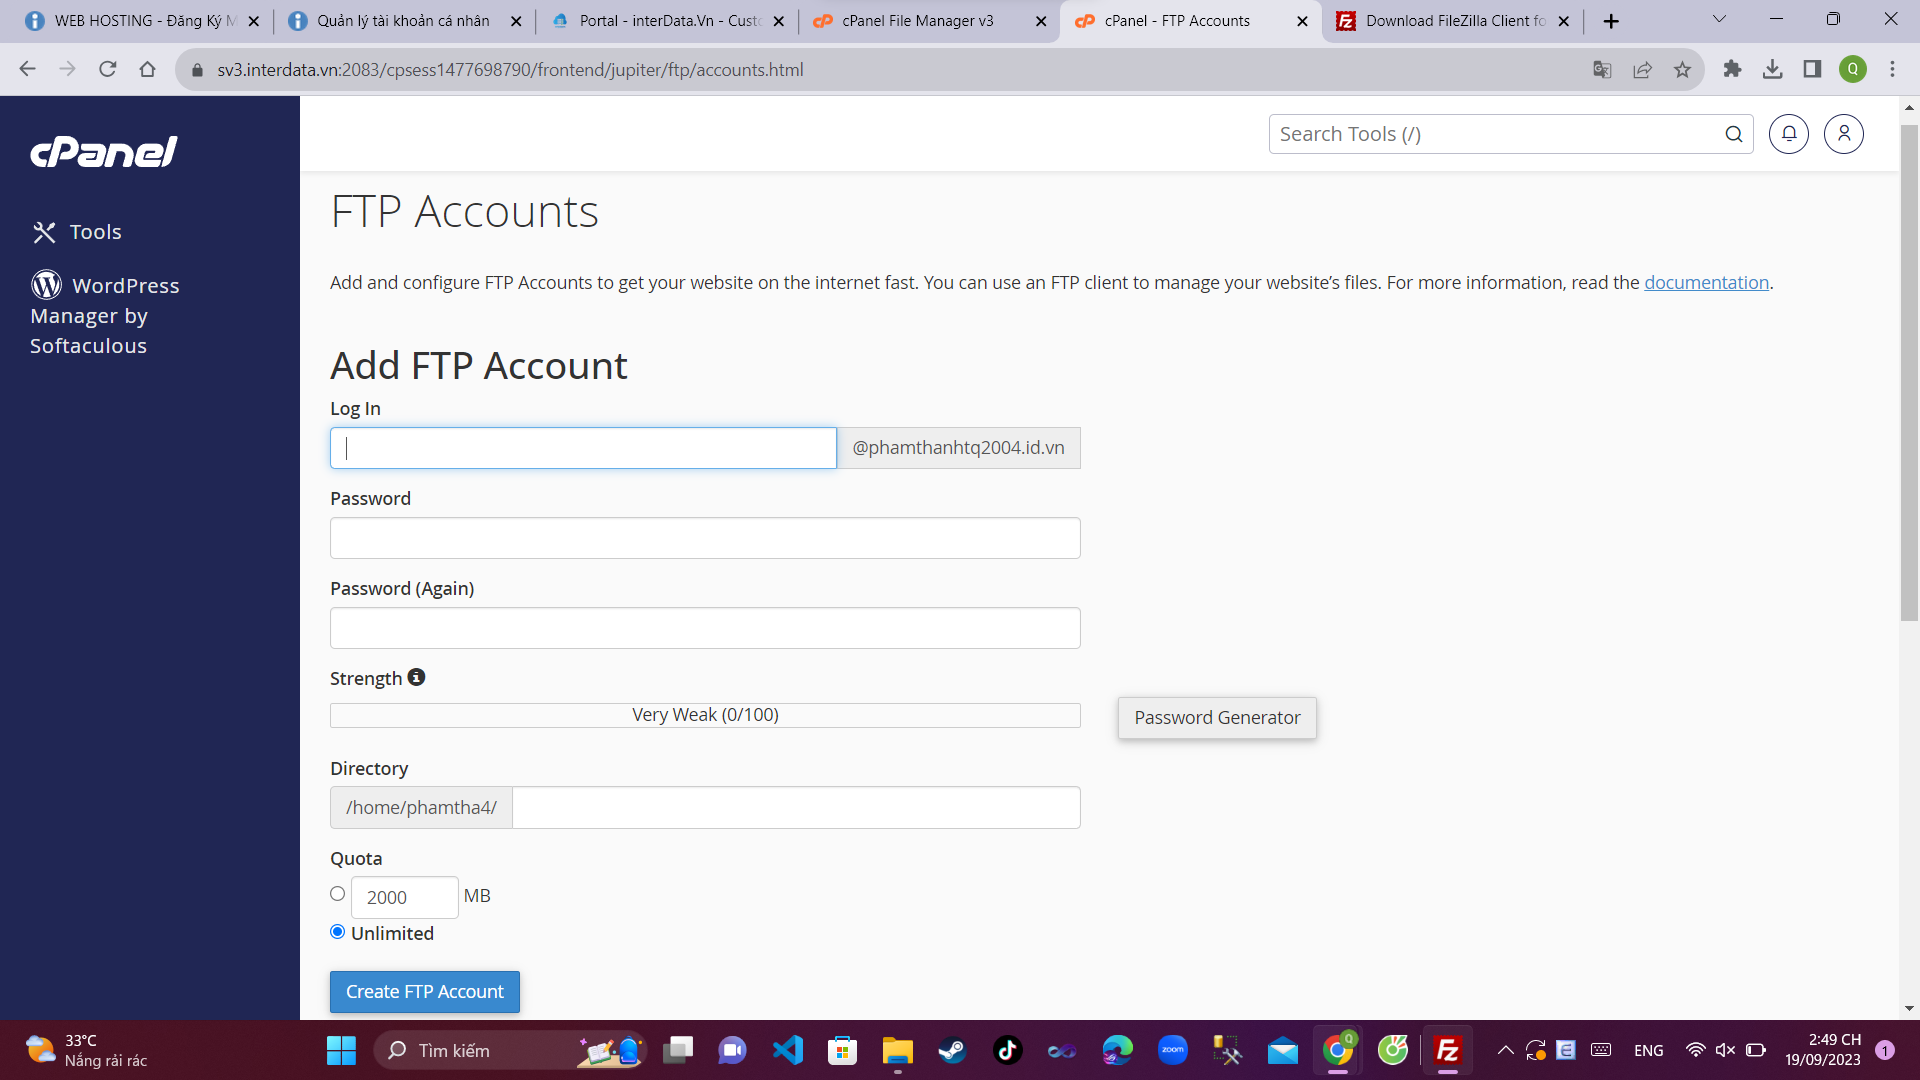 WEB HOSTING - Đăng Ký M
Quản lý tài khoản cá nhân
Portal - interData.Vn - Custo
cPanel File Manager v3
cPanel - FTP Accounts
Download FileZilla Client fo
sv3.interdata.vn:2083/cpsess1477698790/frontend/jupiter/ftp/accounts.html
Q
cPanel
Search Tools (/)
Tools
WordPress
Manager by
Softaculous
FTP Accounts
Add and configure FTP Accounts to get your website on the internet fast. You can use an FTP client to manage your website’s files. For more information, read the documentation.
Add FTP Account
Log In
@phamthanhtq2004.id.vn
Password
Password (Again)
Strength
Very Weak (0/100)
Password Generator
Directory
/home/phamtha4/
Quota
2000 MB
Unlimited
Create FTP Account
33°C
Nắng rải rác
Tìm kiếm
zoom
Q
ENG
2:49 CH
19/09/2023
1